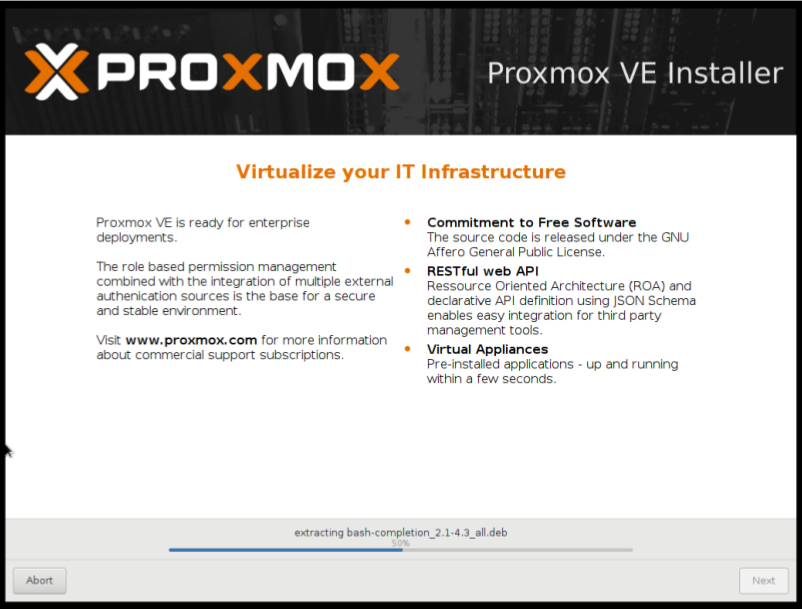 PROXMOX
Proxmox VE Installer
Virtualize your IT Infrastructure
Proxmox VE is ready for enterprise
deployments.
The role based permission management
combined with the integration of multiple external
authenication sources is the base for a secure
and stable environment.
Visit www.proxmox.com for more information
about commercial support subscriptions.
Commitment to Free Software
The source code is released under the GNU
Affero General Public License.
RESTful web API
Ressource Oriented Architecture (ROA) and
declarative API definition using JSON Schema
enables easy integration for third party
management tools.
Virtual Appliances
Pre-installed applications - up and running
within a few seconds.
extracting bash-completion_2.1-4.3_all.deb
50%
Abort
Next